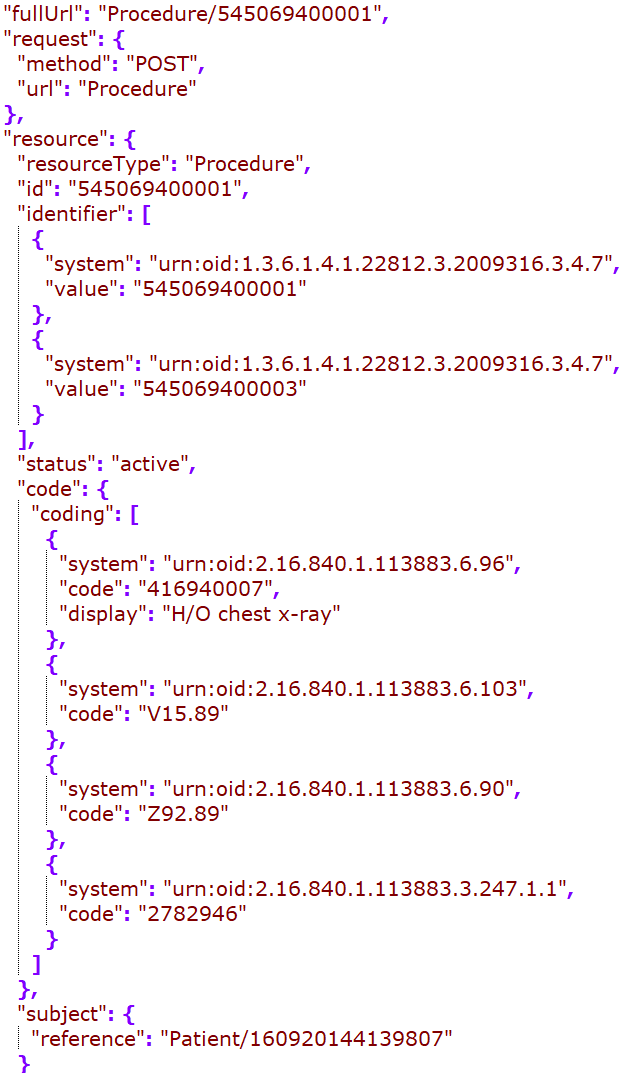 "fullUrl": "Procedure/545069400001",
"request": {
"method": "POST",
"url": "Procedure"
},
"resource": {
"resourceType": "Procedure",
"id": "545069400001",
"identifier": [
{
"system": "urn:oid:1.3.6.1.4.1.22812.3.2009316.3.4.7",
"value": "545069400001"
},
{
"system": "urn:oid:1.3.6.1.4.1.22812.3.2009316.3.4.7",
"value": "545069400003"
}
],
"status": "active",
"code": {
"coding": [
{
"system": "urn:oid:2.16.840.1.113883.6.96",
"code": "416940007",
"display": "H/O chest x-ray"
},
{
"system": "urn:oid:2.16.840.1.113883.6.103",
"code": "V15.89"
},
{
"system": "urn:oid:2.16.840.1.113883.6.90",
"code": "Z92.89"
},
{
"system": "urn:oid:2.16.840.1.113883.3.247.1.1",
"code": "2782946"
}
]
},
"subject": {
"reference": "Patient/160920144139807"
}